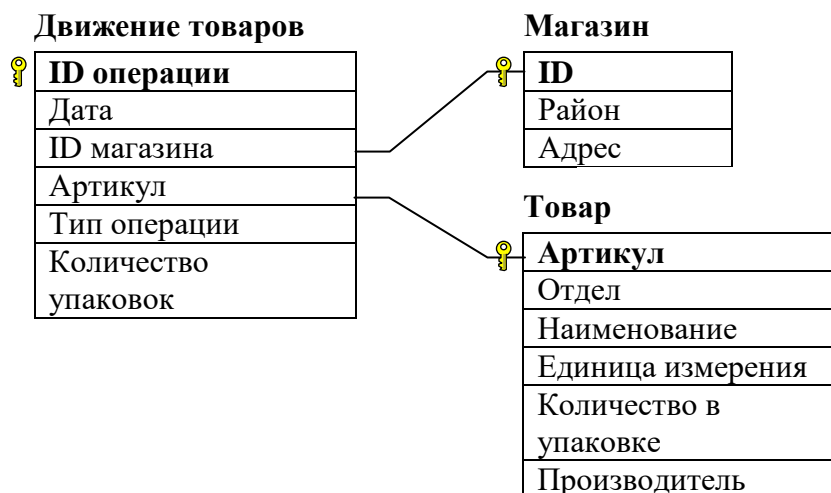 Движение товаров
ID операции
Дата
ID магазина
Артикул
Тип операции
Количество
упаковок
Магазин
ID
Район
Адрес
Товар
Артикул
Отдел
Наименование
Единица измерения
Количество в
упаковке
Производитель